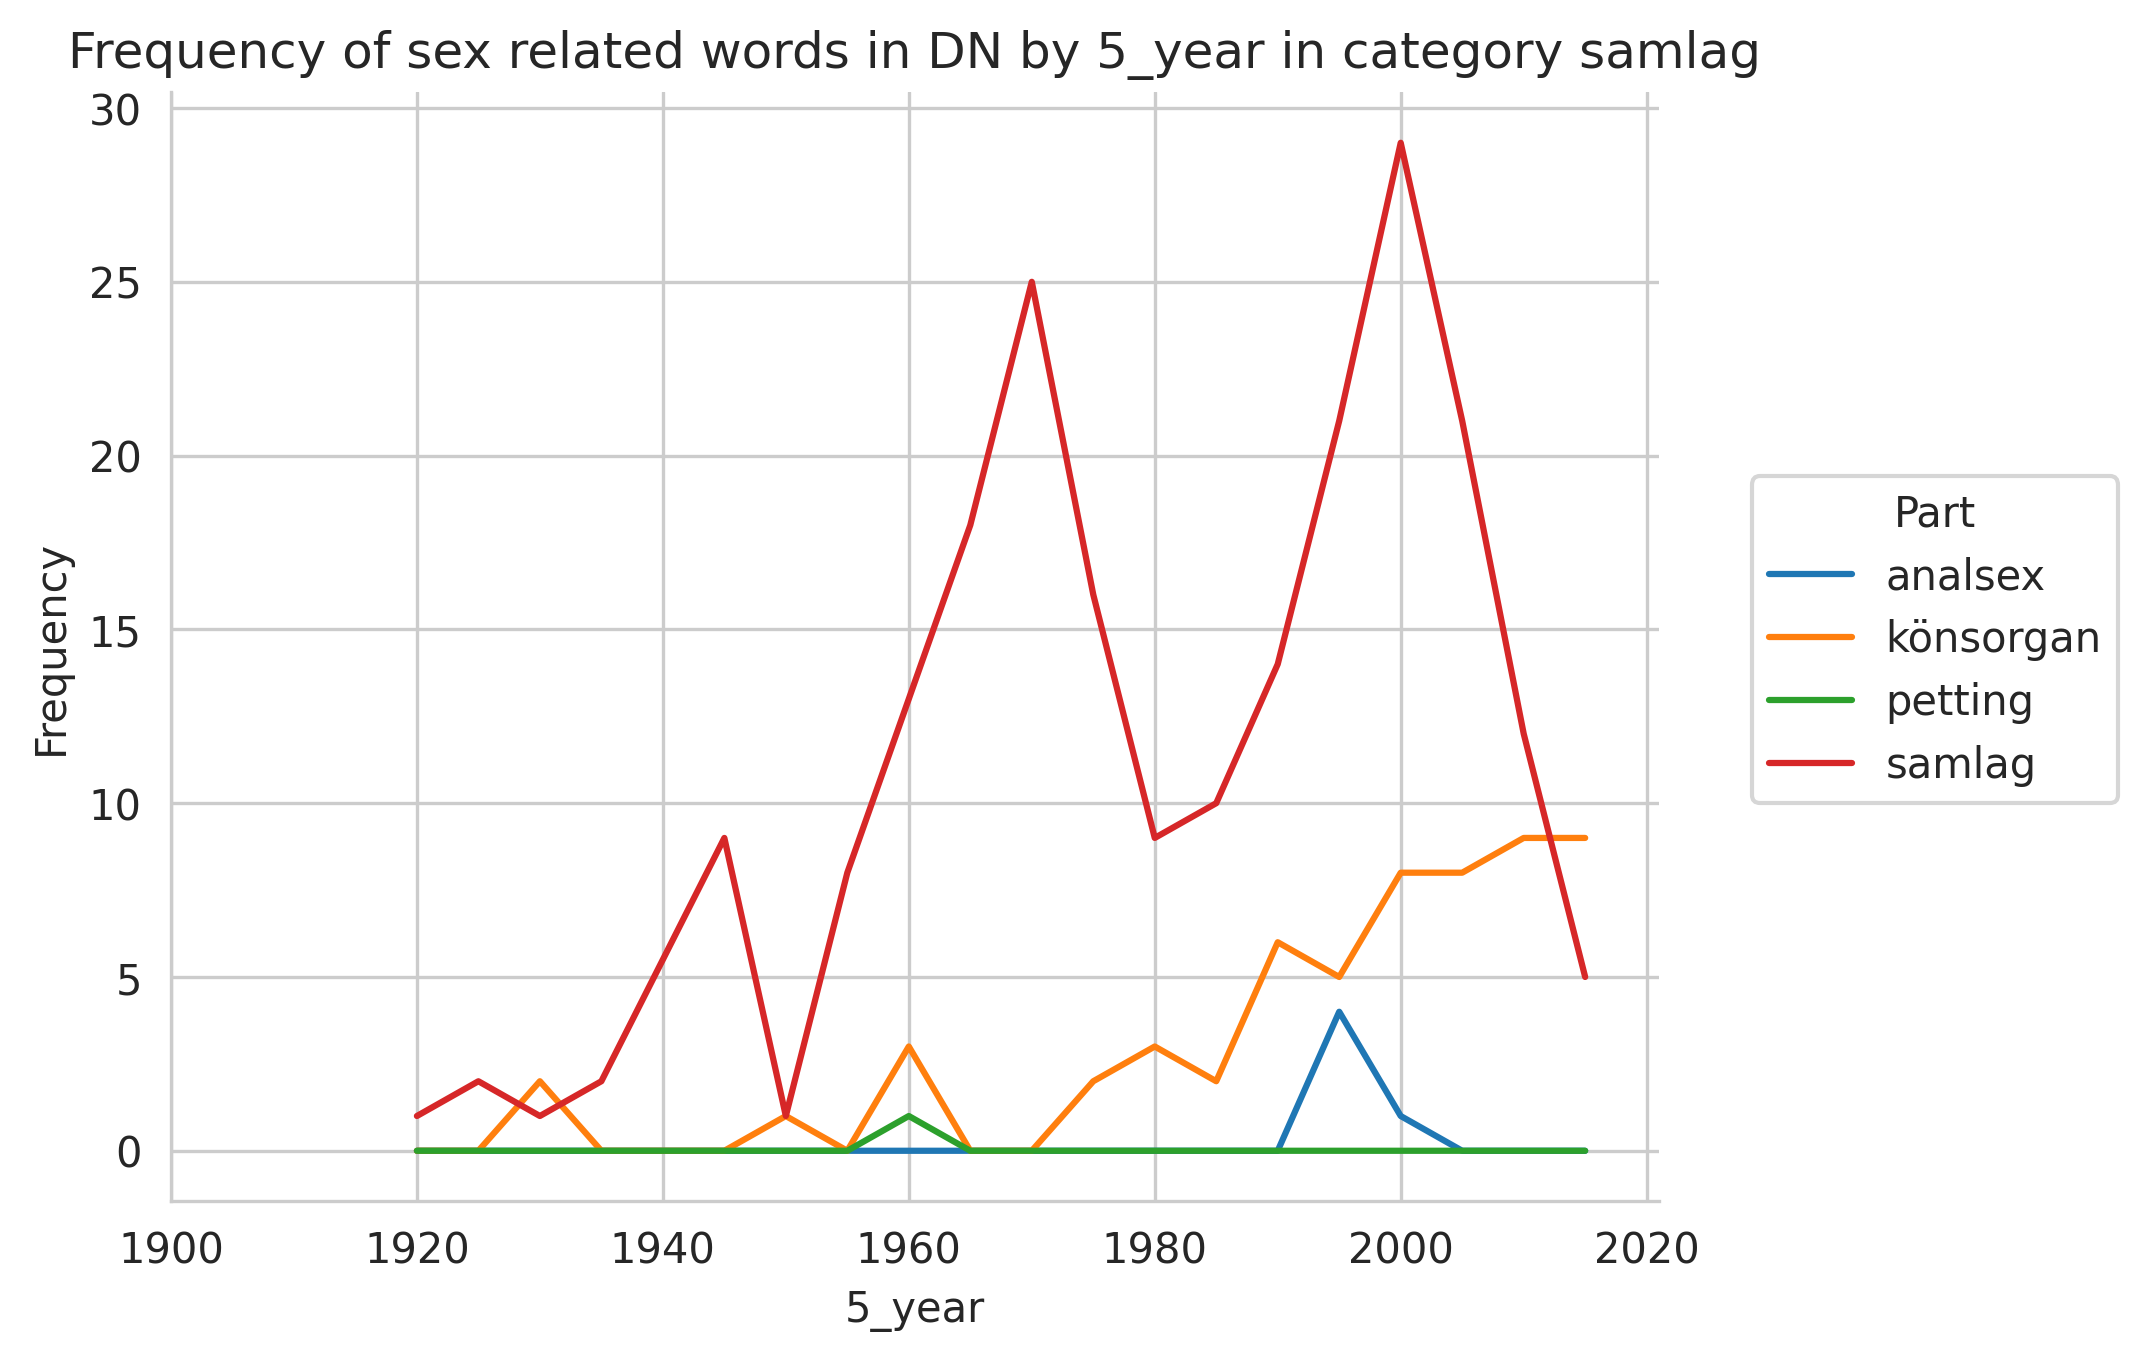 Frequency of sex related words in DN by 5_year in category samlag
30
25
20
15
10
5
0
Frequency
1900
1920
1940
1960
1980
2000
2020
5_year
Part
analsex
könsorgan
petting
samlag